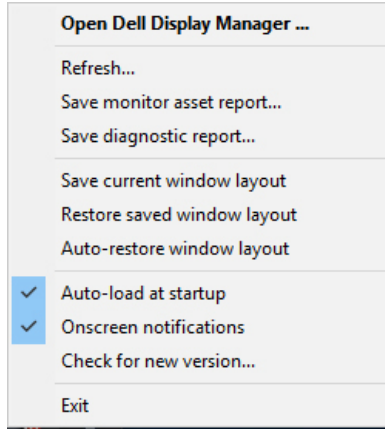 Open Dell Display Manager ...
Refresh...
Save monitor asset report...
Save diagnostic report...
Save current window layout
Restore saved window layout
Auto-restore window layout
Auto-load at startup
Onscreen notifications
Check for new version...
Exit